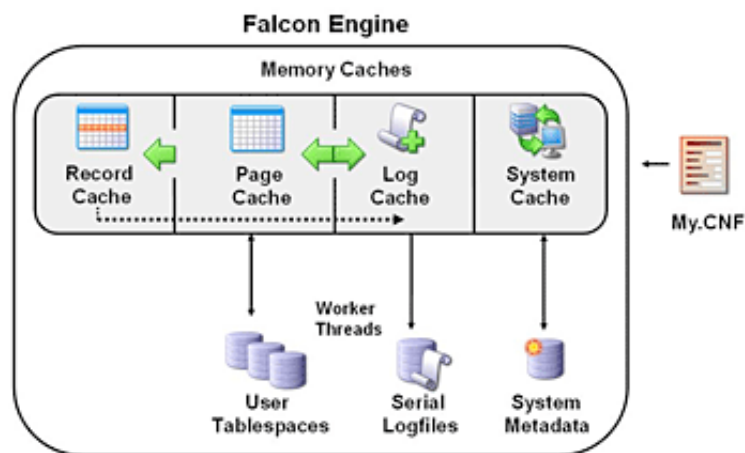 Falcon Engine
Memory Caches
Record
Cache
Page
Cache
Log
Cache
System
Cache
My.CNF
Worker
Threads
User
Tablespaces
Serial
Logfiles
System
Metadata